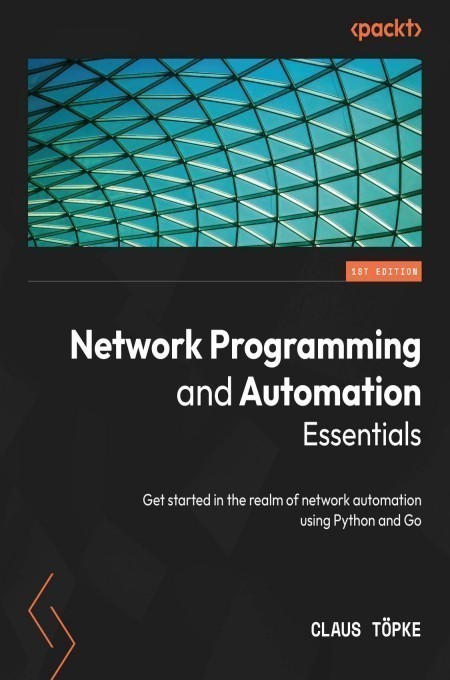 <packt>
1ST EDITION
Network Programming
and Automation
Essentials
Get started in the realm of network automation
using Python and Go
CLAUS TÖPKE